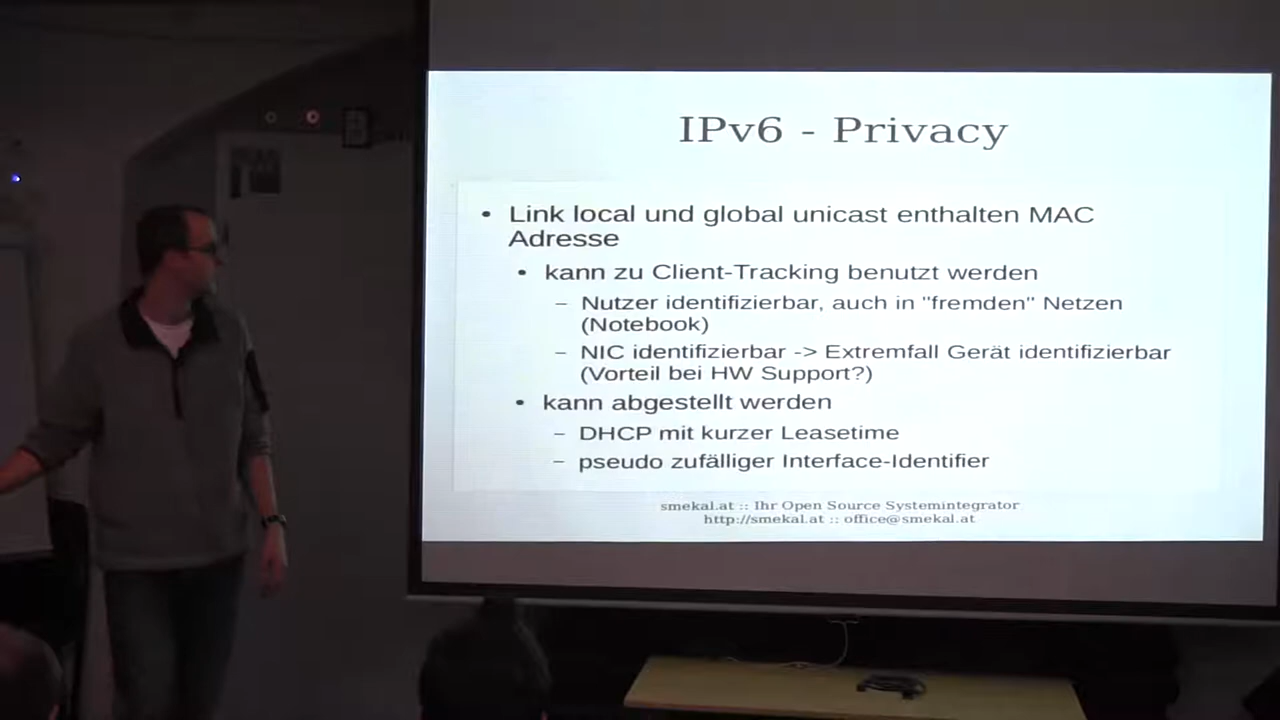 IPv6 - Privacy
• Link local und global unicast enthalten MAC
Adresse
• kann zu Client-Tracking benutzt werden
– Nutzer identifizierbar, auch in "fremden" Netzen
(Notebook)
– NIC identifizierbar -> Extremfall Gerät identifizierbar
(Vorteil bei HW Support?)
• kann abgestellt werden
– DHCP mit kurzer Leasetime
– pseudo zufälliger Interface-Identifier
smekal.at :: Ihr Open Source Systemintegrator
http://smekal.at :: office@smekal.at